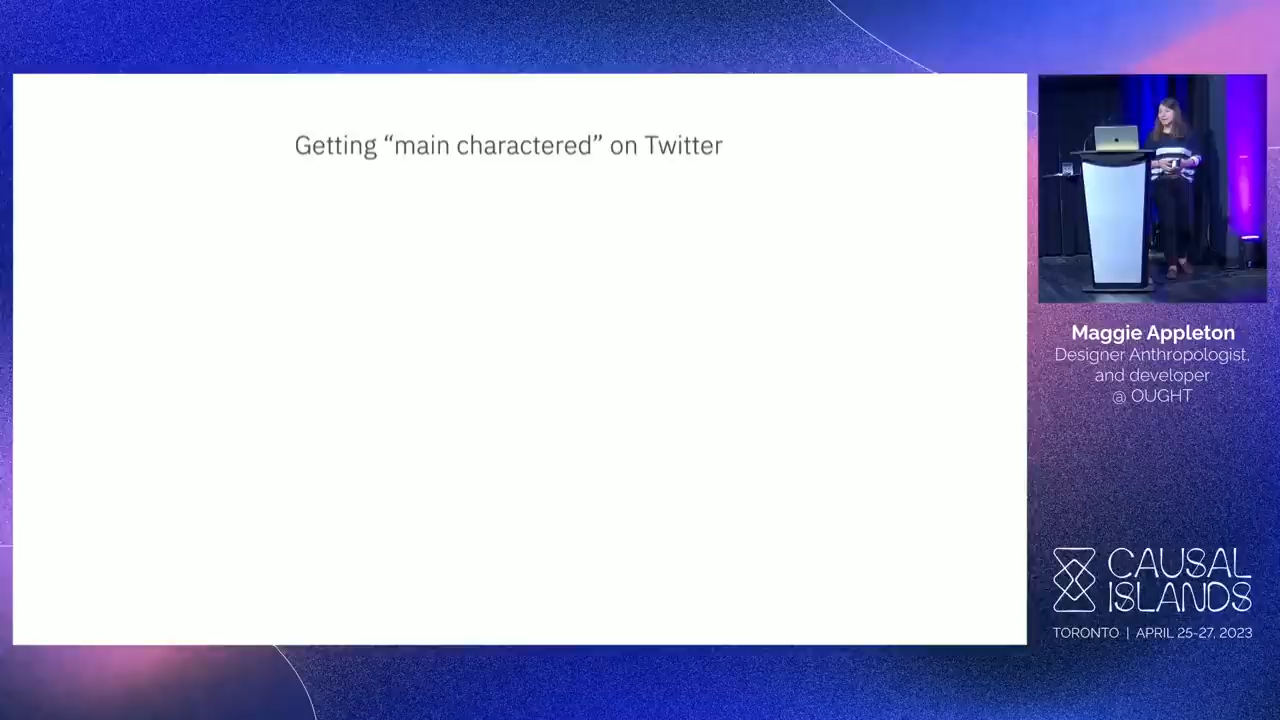 Getting “main charactered” on Twitter
Maggie Appleton
Designer Anthropologist,
and developer
@ OUGHT
CAUSAL
ISLANDS
TORONTO | APRIL 25-27, 2023